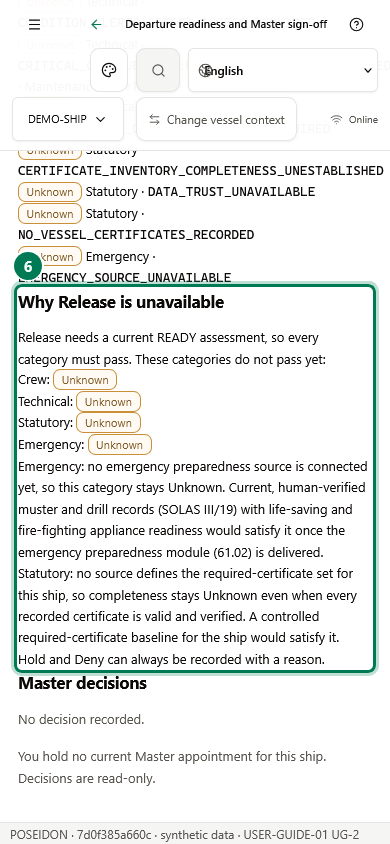 Departure readiness and Master sign-off
English
DEMO-SHIP
Change vessel context
Online
Unknown Statutory ·
CERTIFICATE_INVENTORY_COMPLETENESS_UNESTABLISHED
Unknown Statutory · DATA_TRUST_UNAVAILABLE
Unknown Statutory ·
NO_VESSEL_CERTIFICATES_RECORDED
Unknown Emergency ·
EMERGENCY_SOURCE_UNAVAILABLE
6
Why Release is unavailable
Release needs a current READY assessment, so every
category must pass. These categories do not pass yet:
Crew: Unknown
Technical: Unknown
Statutory: Unknown
Emergency: Unknown
Emergency: no emergency preparedness source is connected
yet, so this category stays Unknown. Current, human-verified
muster and drill records (SOLAS III/19) with life-saving and
fire-fighting appliance readiness would satisfy it once the
emergency preparedness module (61.02) is delivered.
Statutory: no source defines the required-certificate set for
this ship, so completeness stays Unknown even when every
recorded certificate is valid and verified. A controlled
required-certificate baseline for the ship would satisfy it.
Hold and Deny can always be recorded with a reason.
Master decisions
No decision recorded.
You hold no current Master appointment for this ship.
Decisions are read-only.
POSEIDON · 7d0f385a660c · synthetic data · USER-GUIDE-01 UG-2